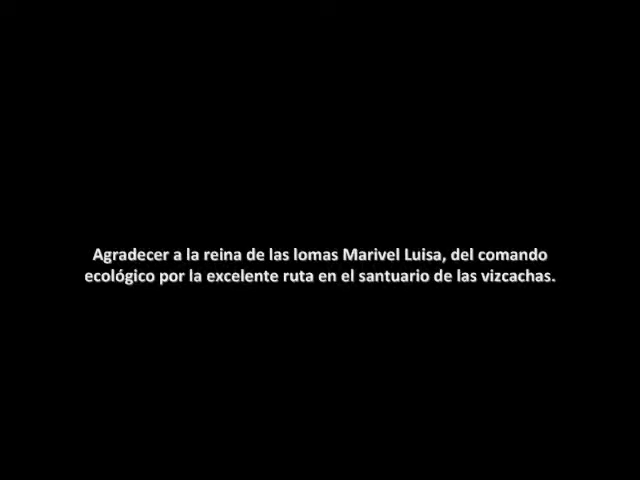 Agradecer a la reina de las lomas Marivel Luisa, del comando
ecológico por la excelente ruta en el santuario de las vizcachas.